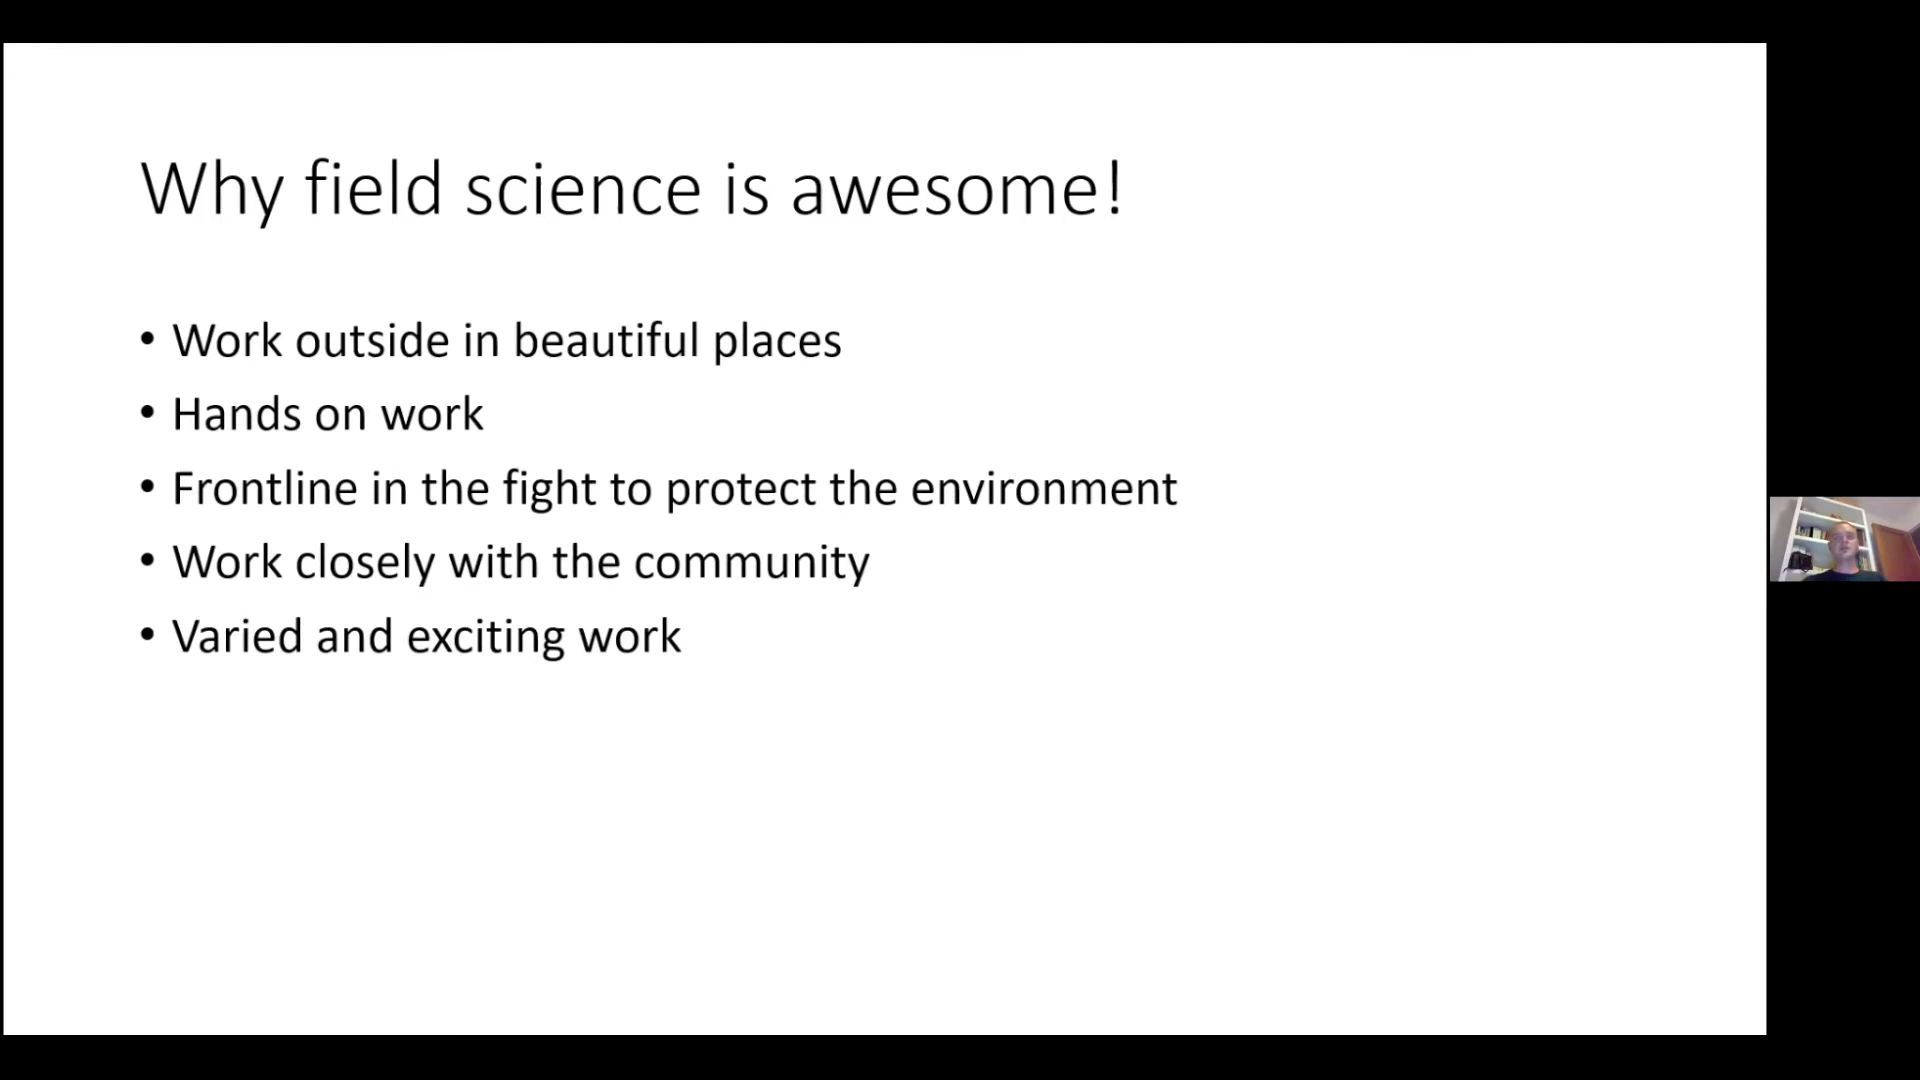 Why field science is awesome!
• Work outside in beautiful places
• Hands on work
• Frontline in the fight to protect the environment
• Work closely with the community
• Varied and exciting work